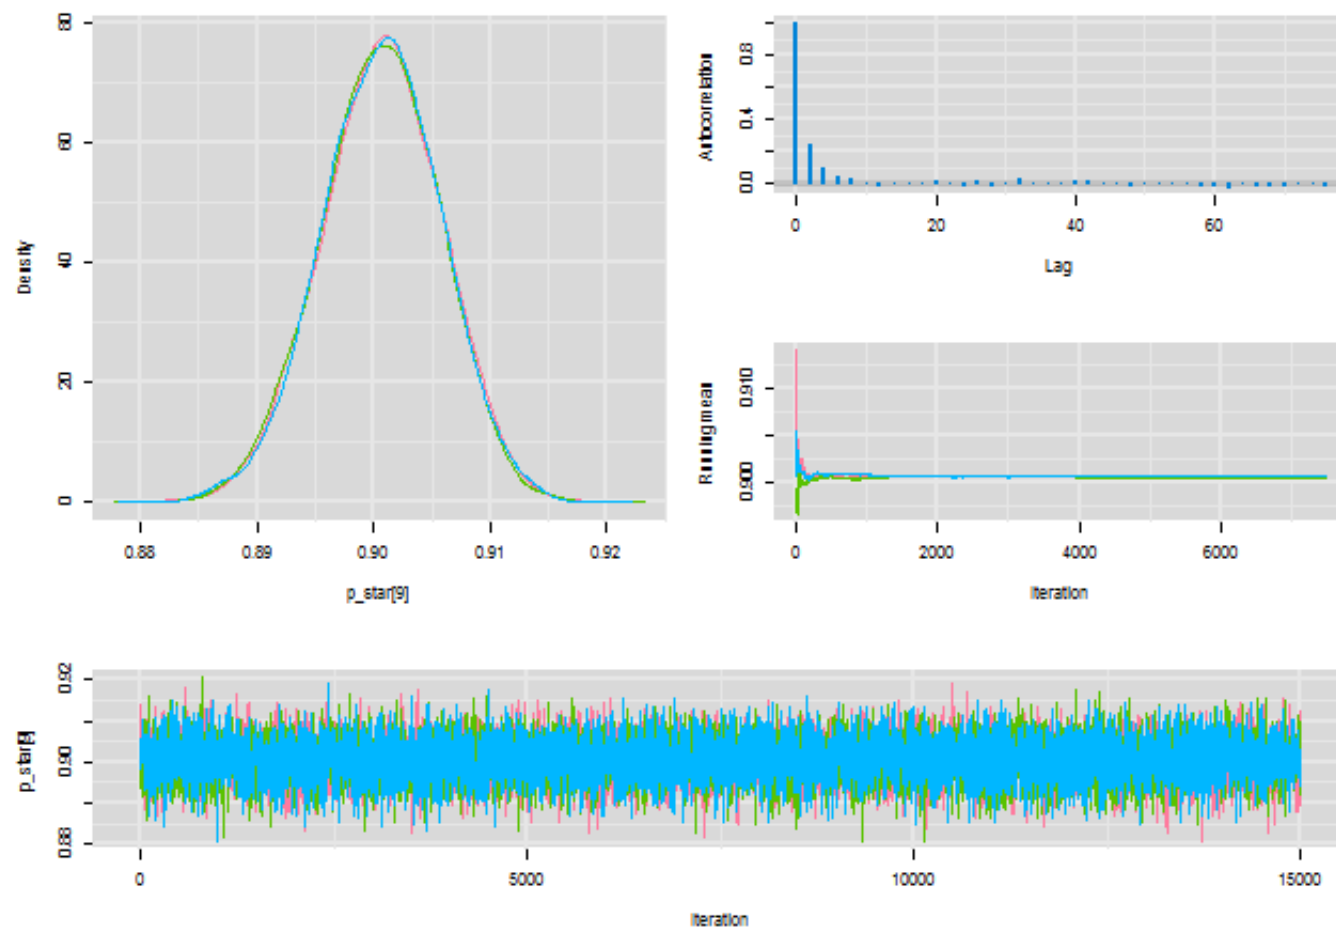 80
60
40
20
0
Density
0.88 0.89 0.90 0.91 0.92
p_star[9]
0.8
0.4
0.0
Autocorrelation
0 20 40 60
Lag
0.910
0.900
Running mean
0 2000 4000 6000
Iteration
0.92
0.90
0.88
p_star[9]
0 5000 10000 15000
Iteration